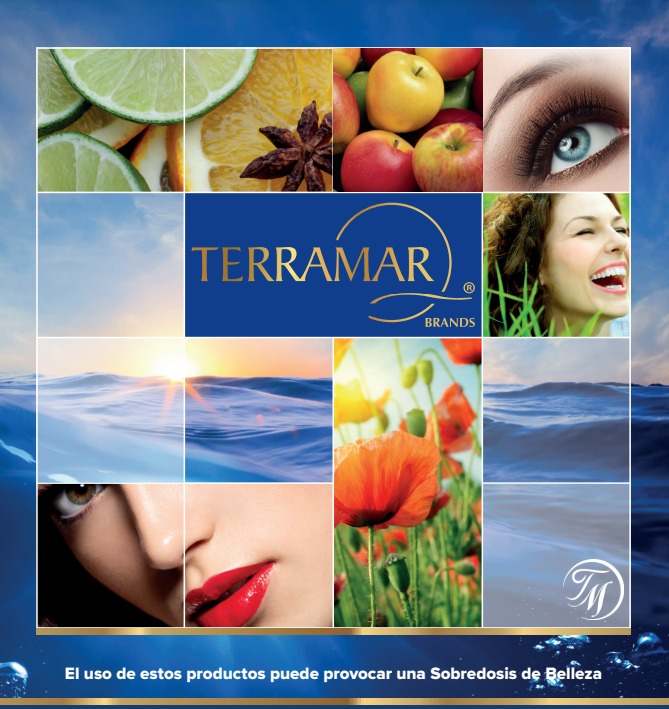 TERRAMAR®
BRANDS
TM
El uso de estos productos puede provocar una Sobredosis de Belleza